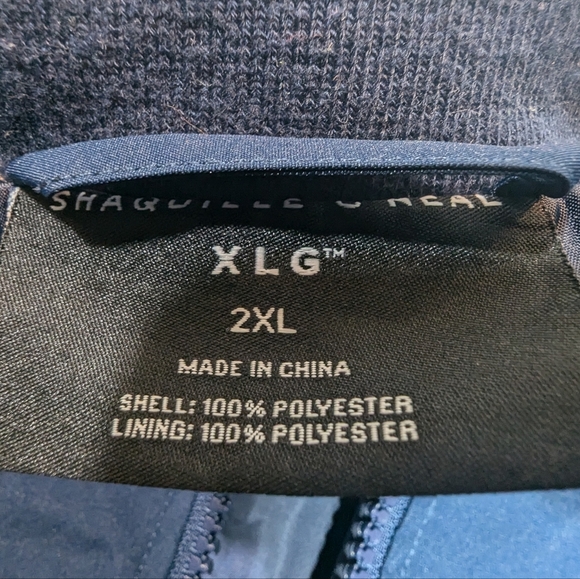 SHAQUILLE O'NEAL
XLG™
2XL
MADE IN CHINA
SHELL: 100% POLYESTER
LINING: 100% POLYESTER